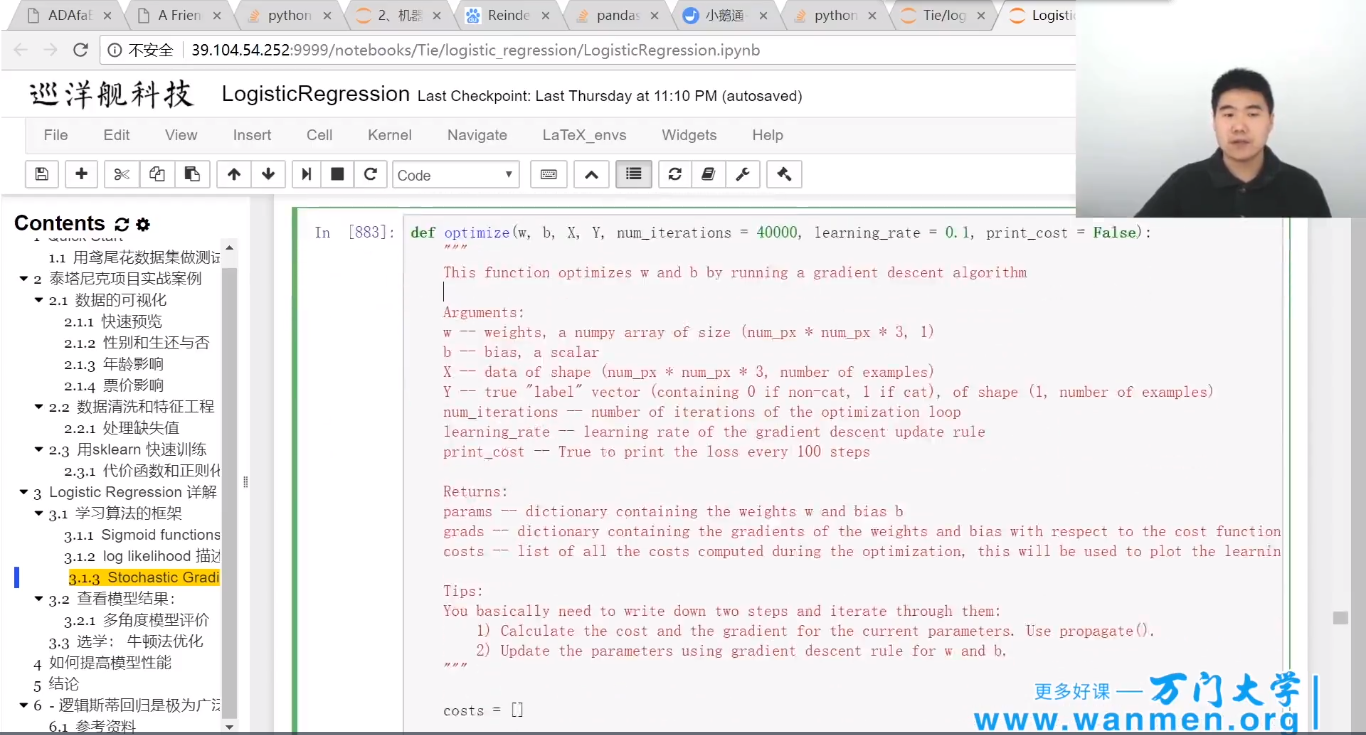 ADAfaB
A Frien
python
2、机器
Reinde
pandas
小鹅通
python
Tie/log
Logisti
不安全 39.104.54.252:9999/notebooks/Tie/logistic_regression/LogisticRegression.ipynb
巡洋舰科技 LogisticRegression Last Checkpoint: Last Thursday at 11:10 PM (autosaved)
File Edit View Insert Cell Kernel Navigate LaTeX_envs Widgets Help
Code
Contents
1 Quick Start
1.1 用鸢尾花数据集做测试
2 泰塔尼克项目实战案例
2.1 数据的可视化
2.1.1 快速预览
2.1.2 性别和生还与否
2.1.3 年龄影响
2.1.4 票价影响
2.2 数据清洗和特征工程
2.2.1 处理缺失值
2.3 用sklearn 快速训练
2.3.1 代价函数和正则化
3 Logistic Regression 详解
3.1 学习算法的框架
3.1.1 Sigmoid functions
3.1.2 log likelihood 描述
3.1.3 Stochastic Gradi
3.2 查看模型结果：
3.2.1 多角度模型评价
3.3 选学： 牛顿法优化
4 如何提高模型性能
5 结论
6 - 逻辑斯蒂回归是极为广泛
6.1 参考资料
In [883]: def optimize(w, b, X, Y, num_iterations = 40000, learning_rate = 0.1, print_cost = False):
"""
This function optimizes w and b by running a gradient descent algorithm
Arguments:
w -- weights, a numpy array of size (num_px * num_px * 3, 1)
b -- bias, a scalar
X -- data of shape (num_px * num_px * 3, number of examples)
Y -- true "label" vector (containing 0 if non-cat, 1 if cat), of shape (1, number of examples)
num_iterations -- number of iterations of the optimization loop
learning_rate -- learning rate of the gradient descent update rule
print_cost -- True to print the loss every 100 steps
Returns:
params -- dictionary containing the weights w and bias b
grads -- dictionary containing the gradients of the weights and bias with respect to the cost function
costs -- list of all the costs computed during the optimization, this will be used to plot the learnin
Tips:
You basically need to write down two steps and iterate through them:
1) Calculate the cost and the gradient for the current parameters. Use propagate().
2) Update the parameters using gradient descent rule for w and b.
"""
costs = []
更多好课 — 万门大学
www.wanmen.org